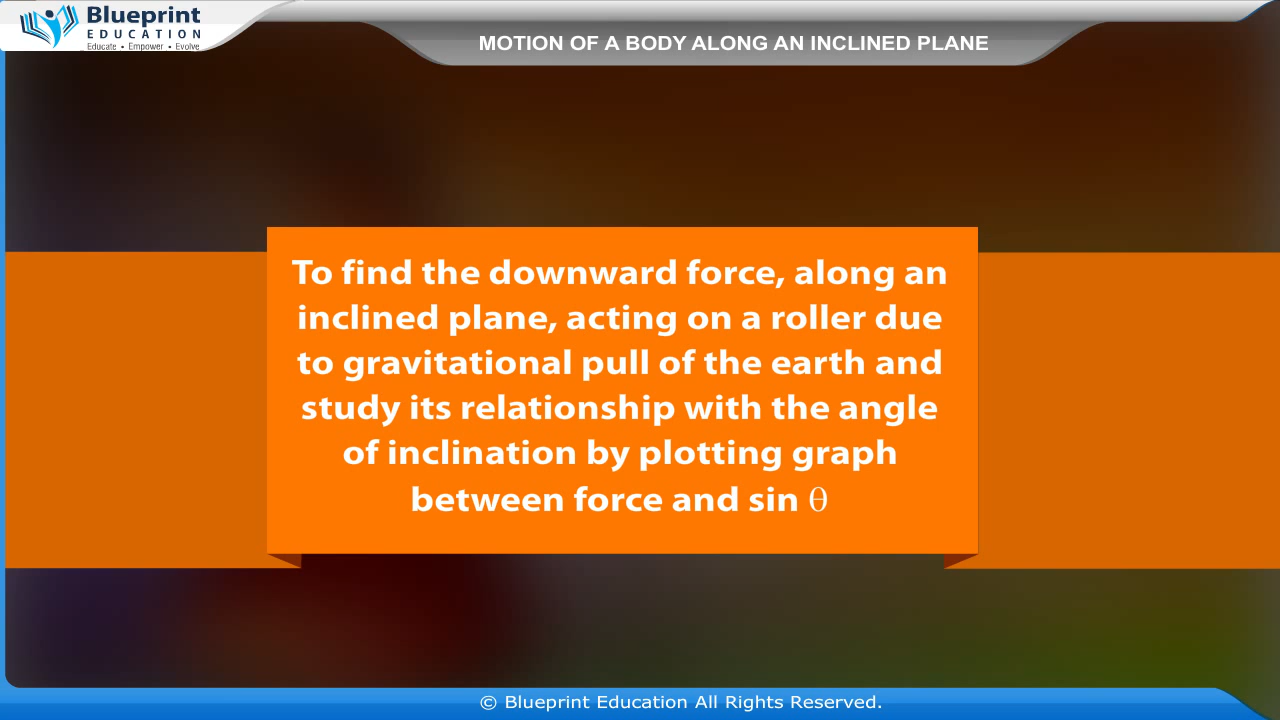 Blueprint
EDUCATION
Educate • Empower • Evolve
MOTION OF A BODY ALONG AN INCLINED PLANE
To find the downward force, along an
inclined plane, acting on a roller due
to gravitational pull of the earth and
study its relationship with the angle
of inclination by plotting graph
between force and sin θ
© Blueprint Education All Rights Reserved.